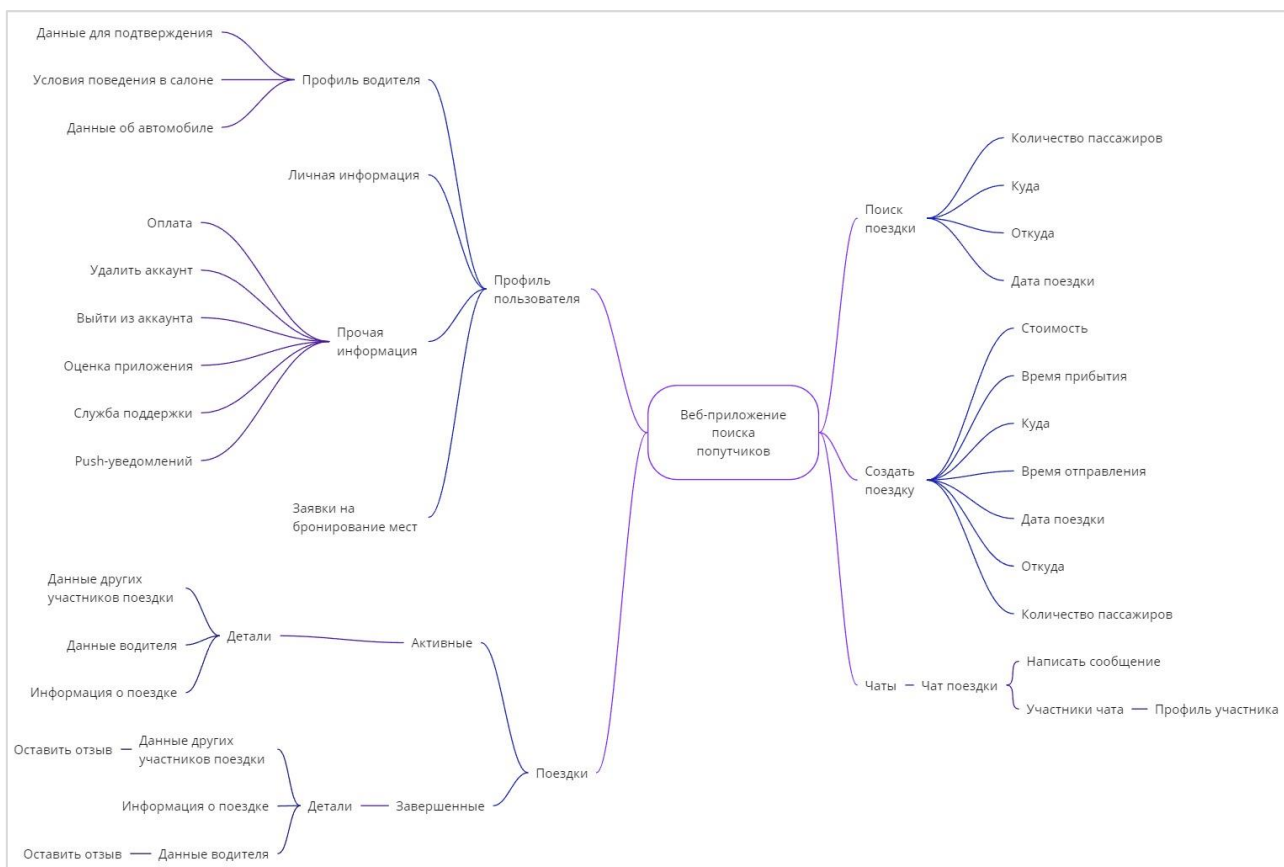 Данные для подтверждения
Условия поведения в салоне
Профиль водителя
Данные об автомобиле
Личная информация
Оплата
Удалить аккаунт
Выйти из аккаунта
Прочая
информация
Оценка приложения
Служба поддержки
Push-уведомлений
Профиль
пользователя
Заявки на
бронирование мест
Данные других
участников поездки
Данные водителя
Детали
Активные
Информация о поездке
Оставить отзыв
Данные других
участников поездки
Информация о поездке
Детали
Завершенные
Поездки
Оставить отзыв
Данные водителя
Веб-приложение
поиска
попутчиков
Поиск
поездки
Количество пассажиров
Куда
Откуда
Дата поездки
Создать
поездку
Стоимость
Время прибытия
Куда
Время отправления
Дата поездки
Откуда
Количество пассажиров
Чаты
Чат поездки
Написать сообщение
Участники чата
Профиль участника